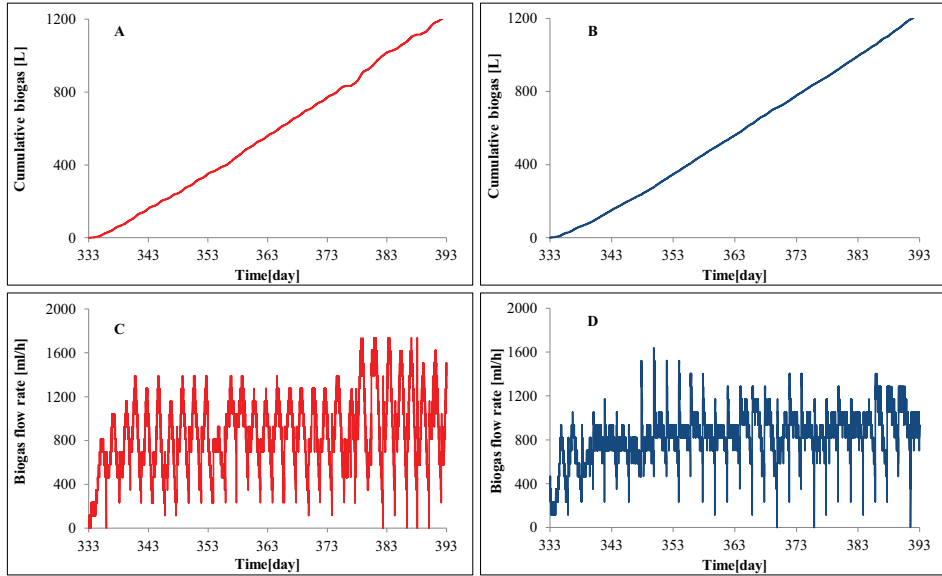 A
Cumulative biogas [L]
1200
800
400
0
333 343 353 363 373 383 393
Time[day]
B
Cumulative biogas [L]
1200
800
400
0
333 353 373 393
Time[day]
C
Biogas flow rate [ml/h]
2000
1600
1200
800
400
0
333 343 353 363 373 383 393
Time[day]
D
Biogas flow rate [ml/h]
2000
1600
1200
800
400
0
333 343 353 363 373 383 393
Time[day]